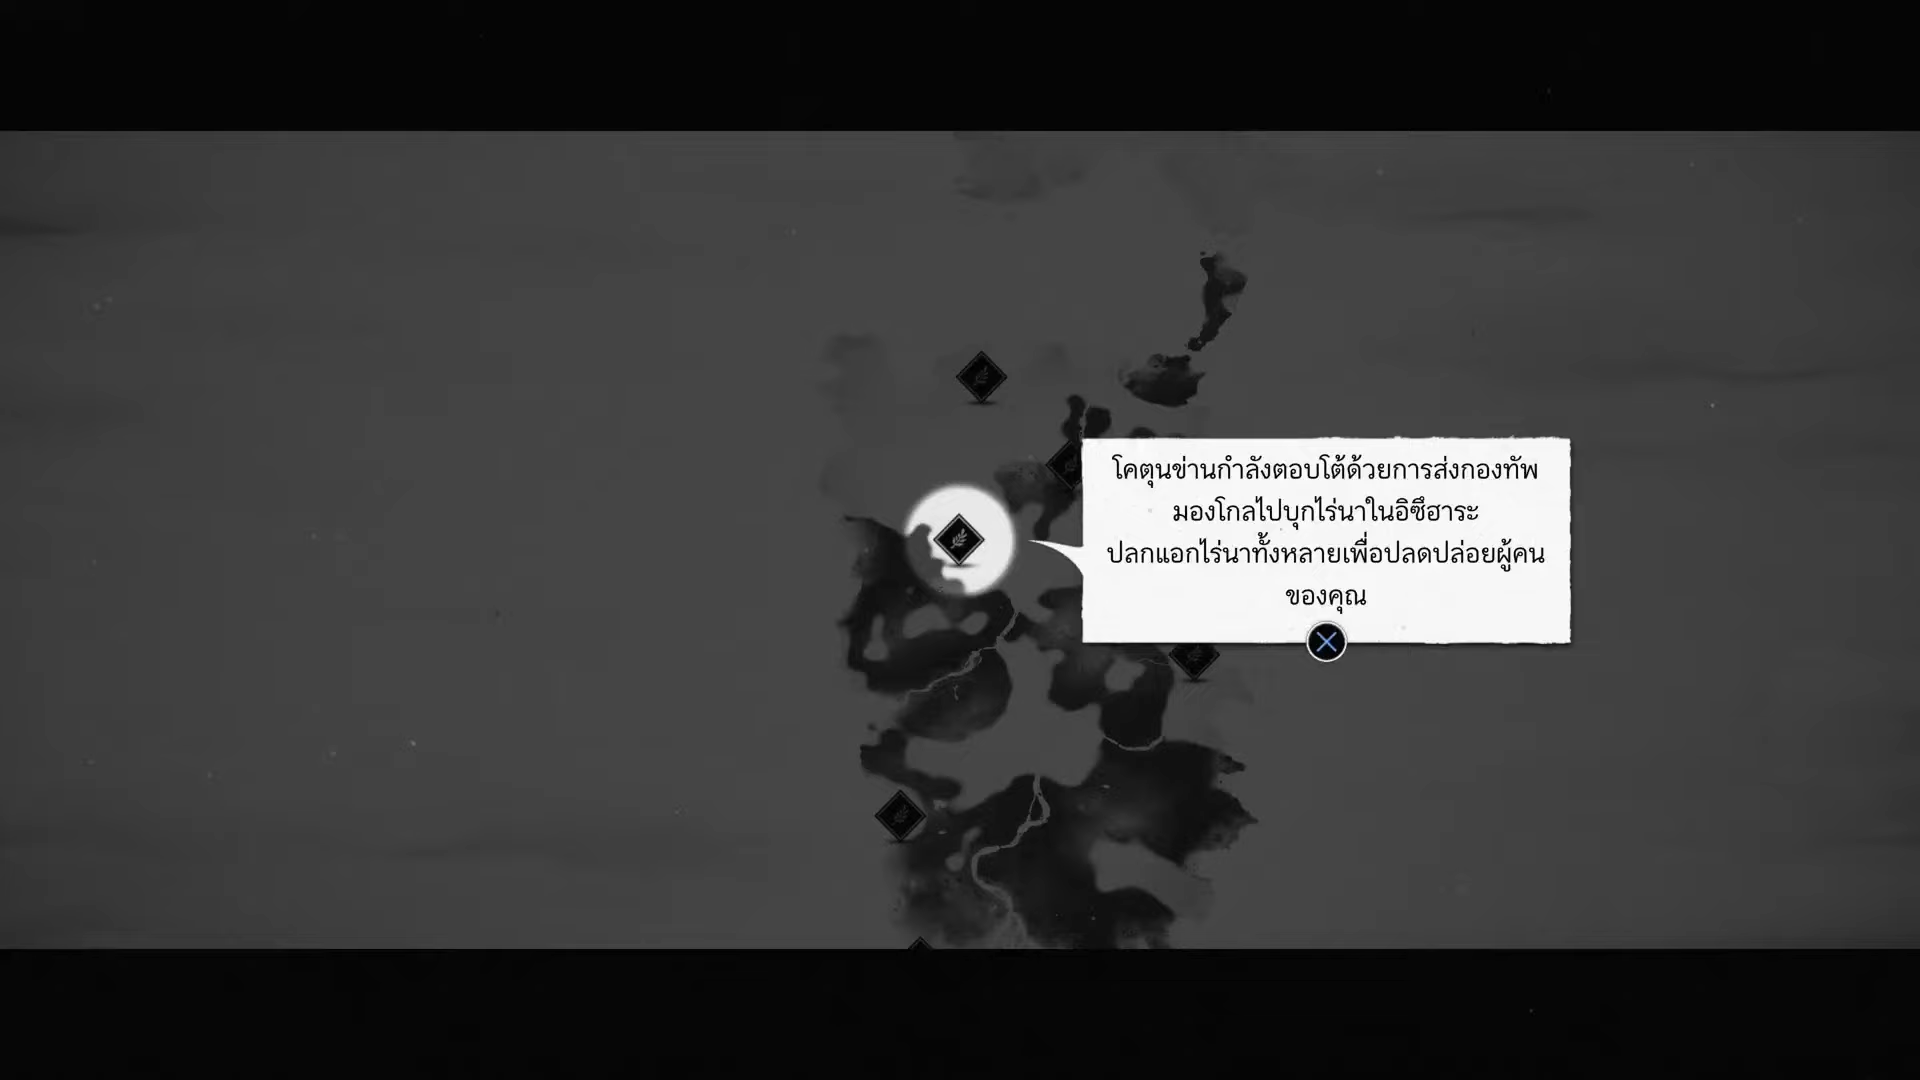 โคตุนข่านกำลังตอบโต้ด้วยการส่งกองทัพ
มองโกลไปบุกไร่นาในอิซึฮาระ
ปลดแอกไร่นาทั้งหลายเพื่อปลดปล่อยผู้คน
ของคุณ